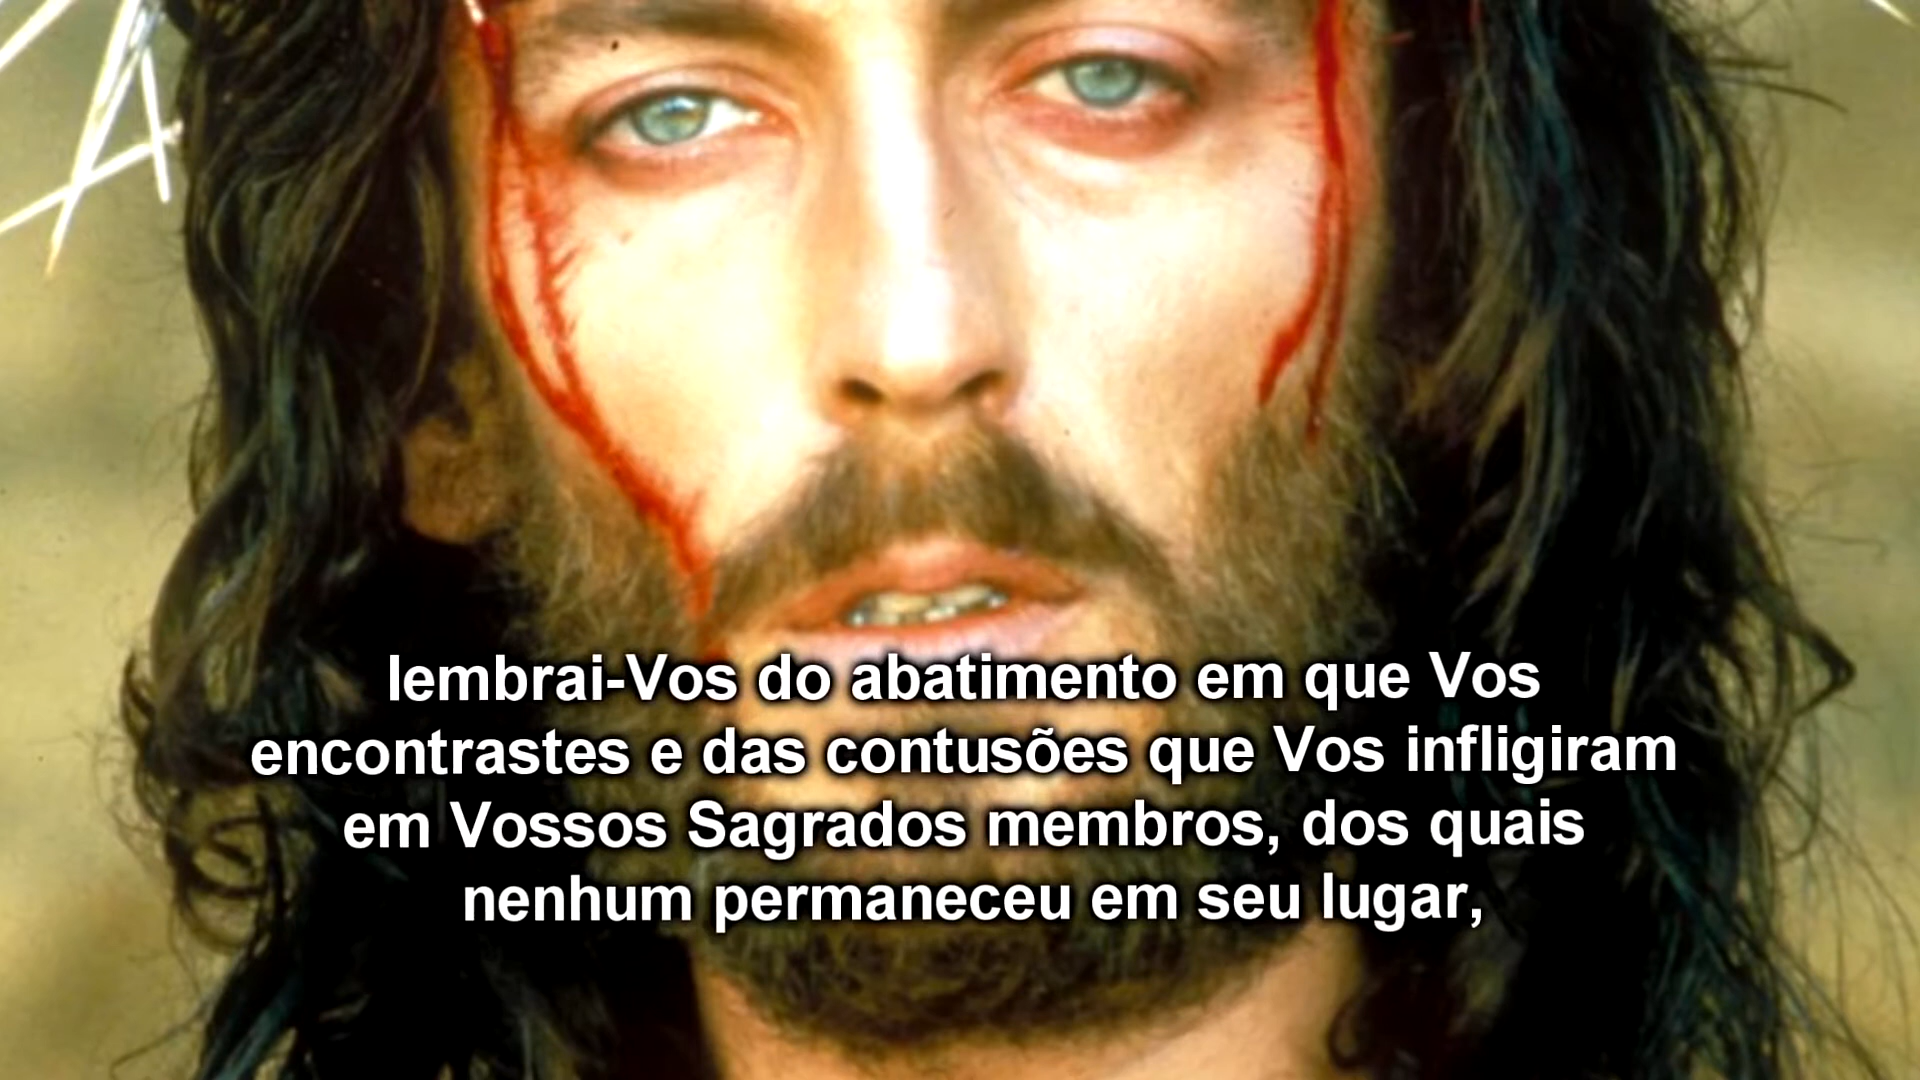 lembrai-Vos do abatimento em que Vos
encontrastes e das contusões que Vos infligiram
em Vossos Sagrados membros, dos quais
nenhum permaneceu em seu lugar,